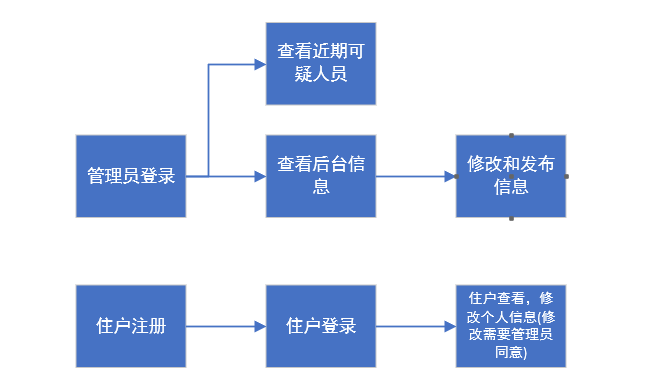 查看近期可
疑人员
管理员登录
查看后台信
息
修改和发布
信息
住户注册
住户登录
住户查看，修
改个人信息(修
改需要管理员
同意)